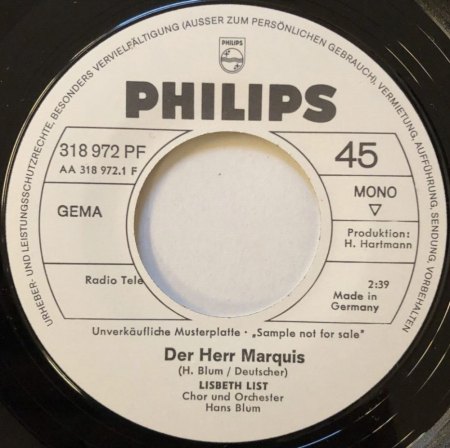 URHEBER- UND LEISTUNGSSCHUTZRECHTE, BESONDERS VERVIELFÄLTIGUNG (AUSSER ZUM PERSÖNLICHEN GEBRAUCH), VERMIETUNG, AUFFÜHRUNG, SENDUNG, VORBEHALTEN
PHILIPS
PHILIPS
318 972 PF
AA 318 972.1 F
45
GEMA
MONO
Produktion:
H. Hartmann
Radio Tele
2:39
Made in
Germany
Unverkäufliche Musterplatte · „Sample not for sale"
Der Herr Marquis
(H. Blum / Deutscher)
LISBETH LIST
Chor und Orchester
Hans Blum